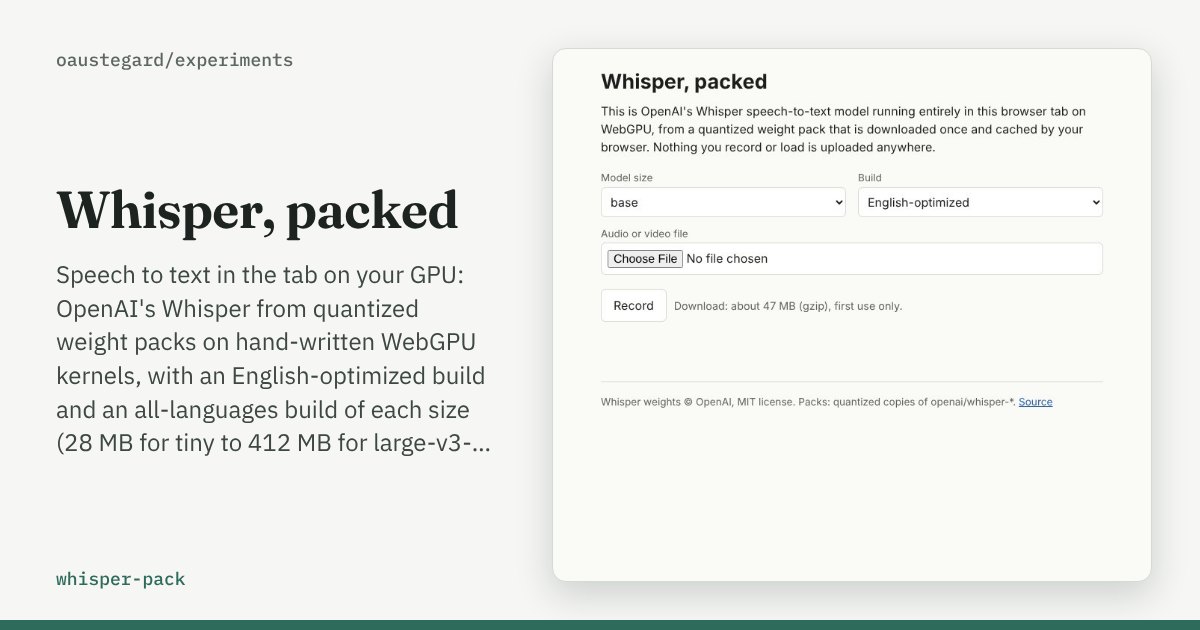 oaustegard/experiments
Whisper, packed
Speech to text in the tab on your GPU:
OpenAI's Whisper from quantized
weight packs on hand-written WebGPU
kernels, with an English-optimized build
and an all-languages build of each size
(28 MB for tiny to 412 MB for large-v3-...
whisper-pack
Whisper, packed
This is OpenAI's Whisper speech-to-text model running entirely in this browser tab on
WebGPU, from a quantized weight pack that is downloaded once and cached by your
browser. Nothing you record or load is uploaded anywhere.
Model size
Build
base
English-optimized
Audio or video file
Choose File No file chosen
Record Download: about 47 MB (gzip), first use only.
Whisper weights © OpenAI, MIT license. Packs: quantized copies of openai/whisper-*. Source